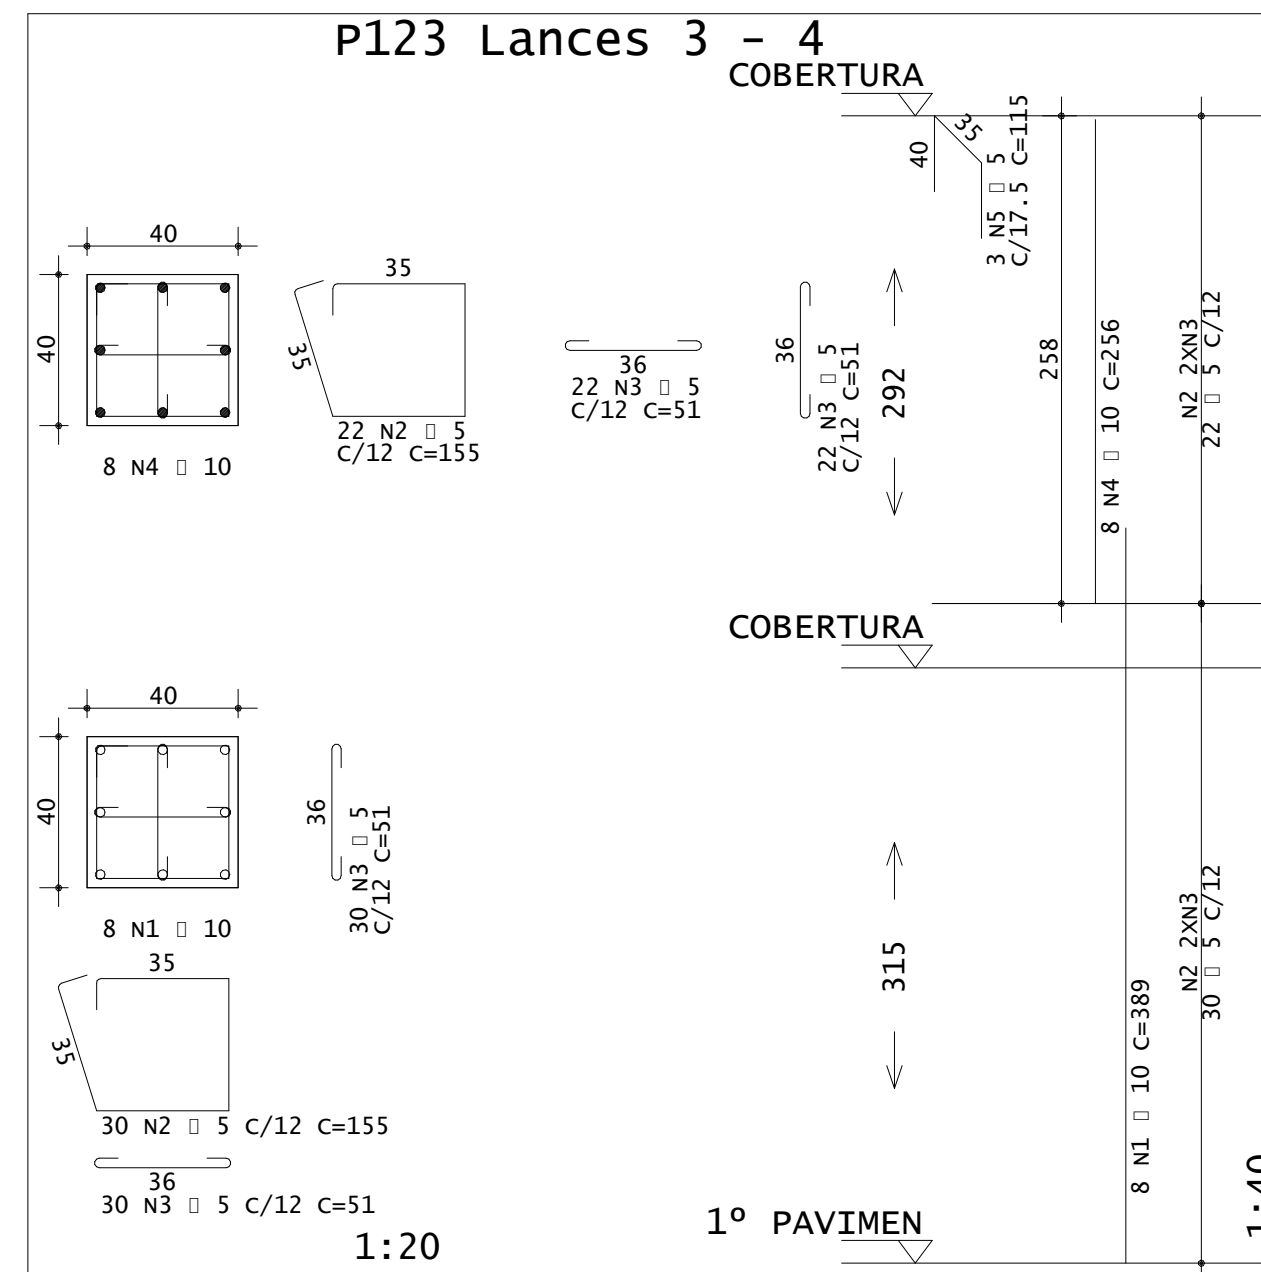 P123 Lances 3 - 4
COBERTURA
35
40
3 N5 ▯ 5
C/17.5 C=115
40
40
8 N4 ▯ 10
35
35
22 N2 ▯ 5
C/12 C=155
36
22 N3 ▯ 5
C/12 C=51
36
22 N3 ▯ 5
C/12 C=51
292
258
8 N4 ▯ 10 C=256
N2 2XN3
22 ▯ 5 C/12
COBERTURA
40
40
8 N1 ▯ 10
36
30 N3 ▯ 5
C/12 C=51
315
8 N1 ▯ 10 C=389
N2 2XN3
30 ▯ 5 C/12
35
35
30 N2 ▯ 5 C/12 C=155
36
30 N3 ▯ 5 C/12 C=51
1:20
1º PAVIMEN
1:40